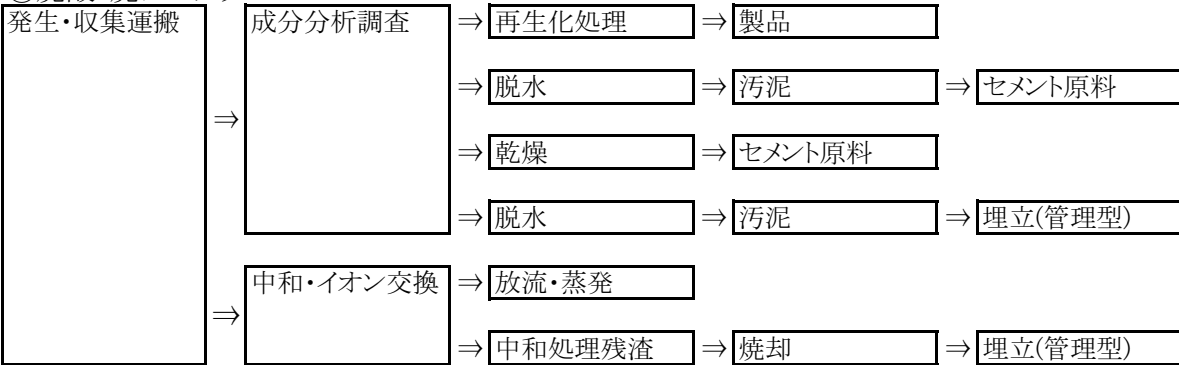 発生・収集運搬 成分分析調査 ⇒ 再生化処理 ⇒ 製品
⇒ 脱水 ⇒ 汚泥 ⇒ セメント原料
⇒
⇒ 乾燥 ⇒ セメント原料
⇒ 脱水 ⇒ 汚泥 ⇒ 埋立(管理型)
中和・イオン交換 ⇒ 放流・蒸発
⇒
⇒ 中和処理残渣 ⇒ 焼却 ⇒ 埋立(管理型)